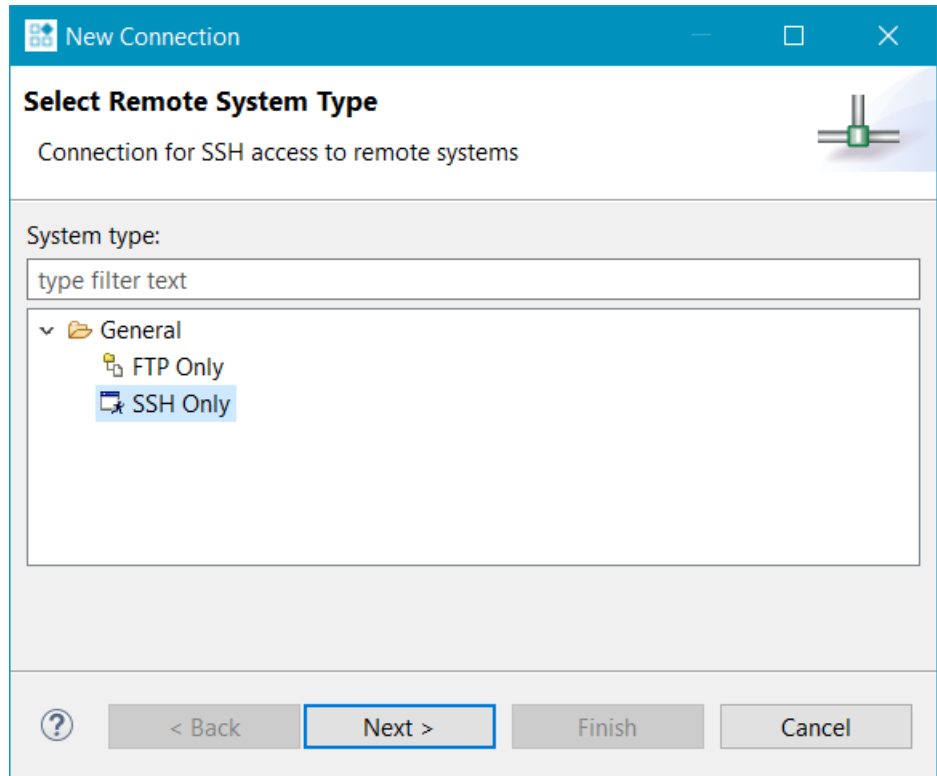 New Connection
Select Remote System Type
Connection for SSH access to remote systems
System type:
type filter text
General
FTP Only
SSH Only
? < Back Next > Finish Cancel